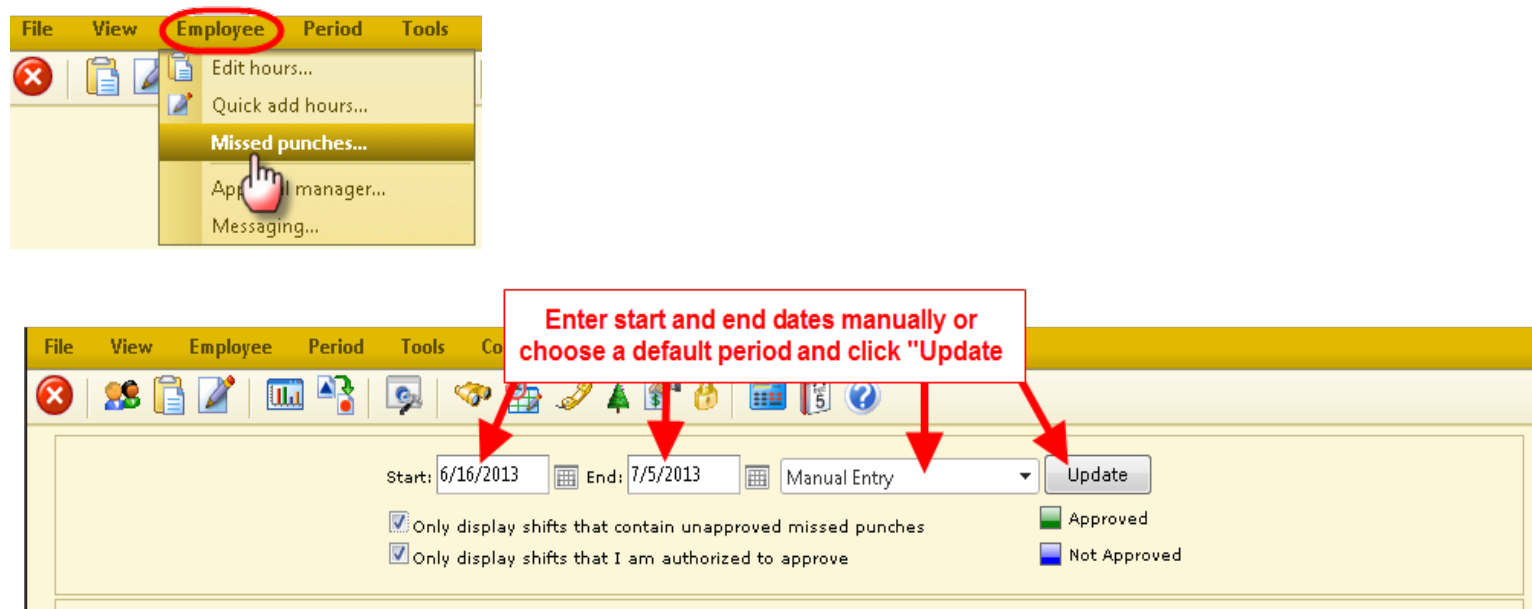 File View Employee Period Tools
Edit hours...
Quick add hours...
Missed punches...
manager...
Messaging...
Enter start and end dates manually or
choose a default period and click "Update
File View Employee Period Tools Co
5
Start: 6/16/2013 End: 7/5/2013 Manual Entry Update
Only display shifts that contain unapproved missed punches Approved
Only display shifts that I am authorized to approve Not Approved